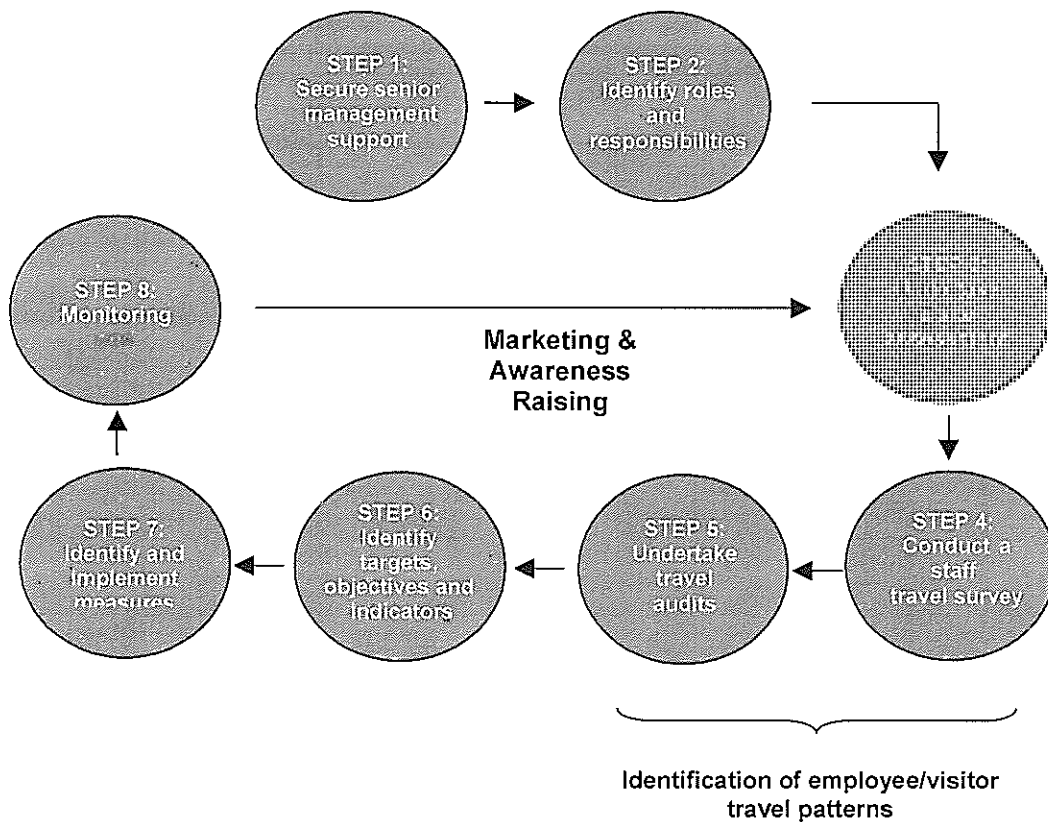 STEP 1:
Secure senior
management
support
STEP 2:
Identify roles
and
responsibilities
STEP 8:
Monitoring
Marketing &
Awareness
Raising
STEP 7:
Identify and
implement
measures
STEP 6:
Identify
targets,
objectives and
indicators
STEP 5:
Undertake
travel
audits
STEP 4:
Conduct a
staff
travel survey
Identification of employee/visitor
travel patterns